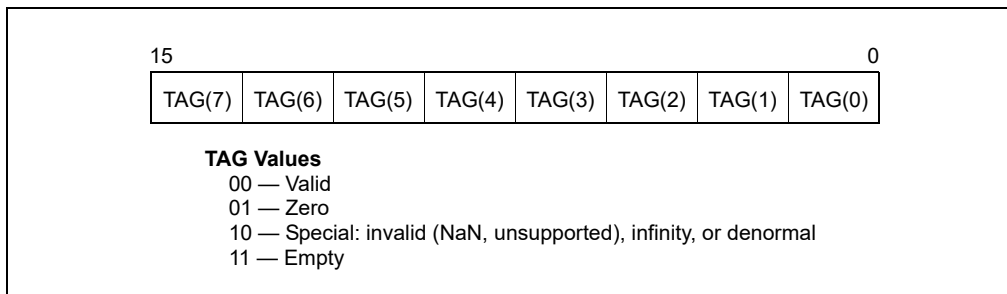 15 0
TAG(7) TAG(6) TAG(5) TAG(4) TAG(3) TAG(2) TAG(1) TAG(0)
TAG Values
00 — Valid
01 — Zero
10 — Special: invalid (NaN, unsupported), infinity, or denormal
11 — Empty